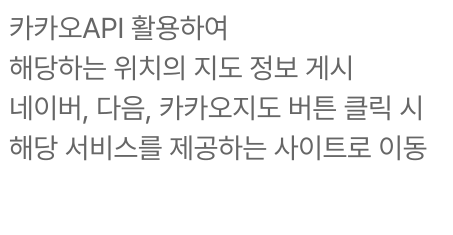 카카오API 활용하여
해당하는 위치의 지도 정보 게시
네이버, 다음, 카카오지도 버튼 클릭 시
해당 서비스를 제공하는 사이트로 이동